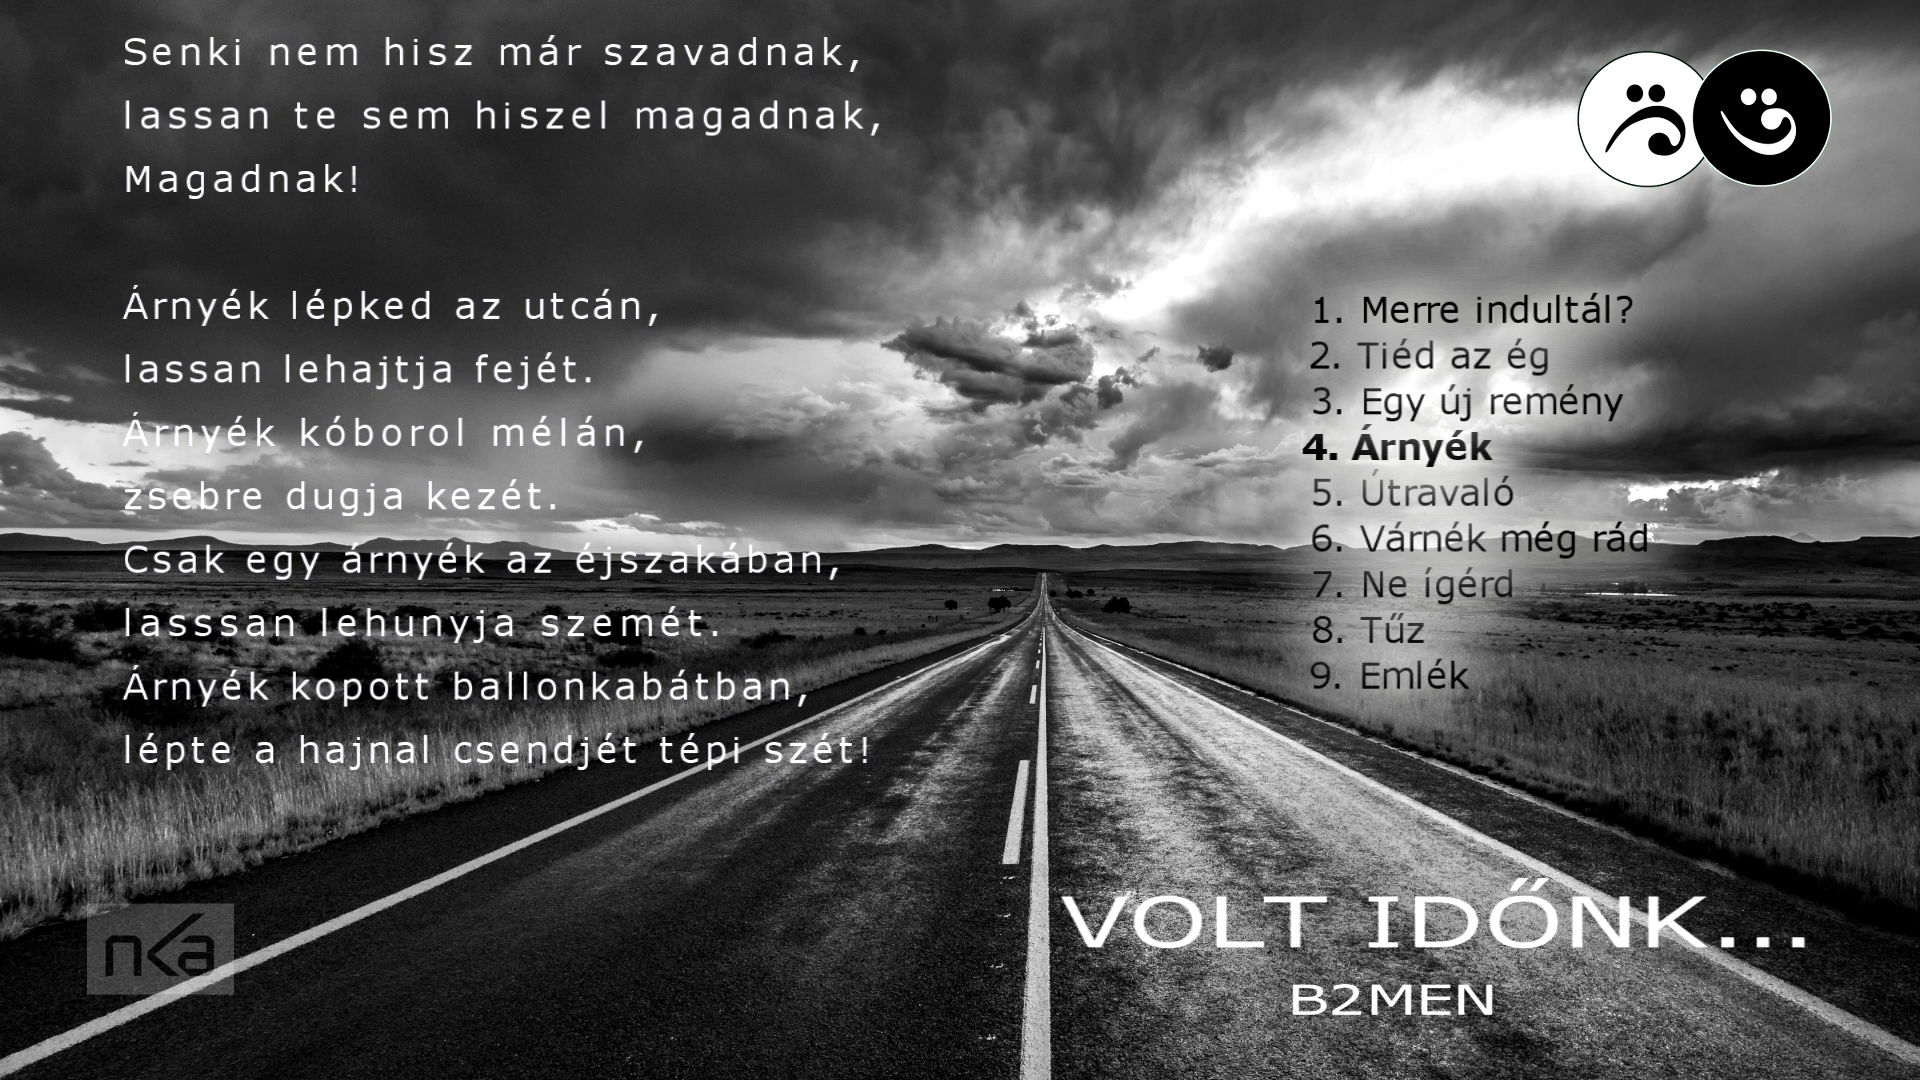 Senki nem hisz már szavadnak,
lassan te sem hiszel magadnak,
Magadnak!
Árnyék lépked az utcán,
lassan lehajtja fejét.
Árnyék kóborol mélán,
zsebre dugja kezét.
Csak egy árnyék az éjszakában,
lasssan lehunyja szemét.
Árnyék kopott ballonkabátban,
lépte a hajnal csendjét tépi szét!
1. Merre indultál?
2. Tiéd az ég
3. Egy új remény
4. Árnyék
5. Útravaló
6. Várnék még rád
7. Ne ígérd
8. Tűz
9. Emlék
VOLT IDŐNK...
B2MEN
nka